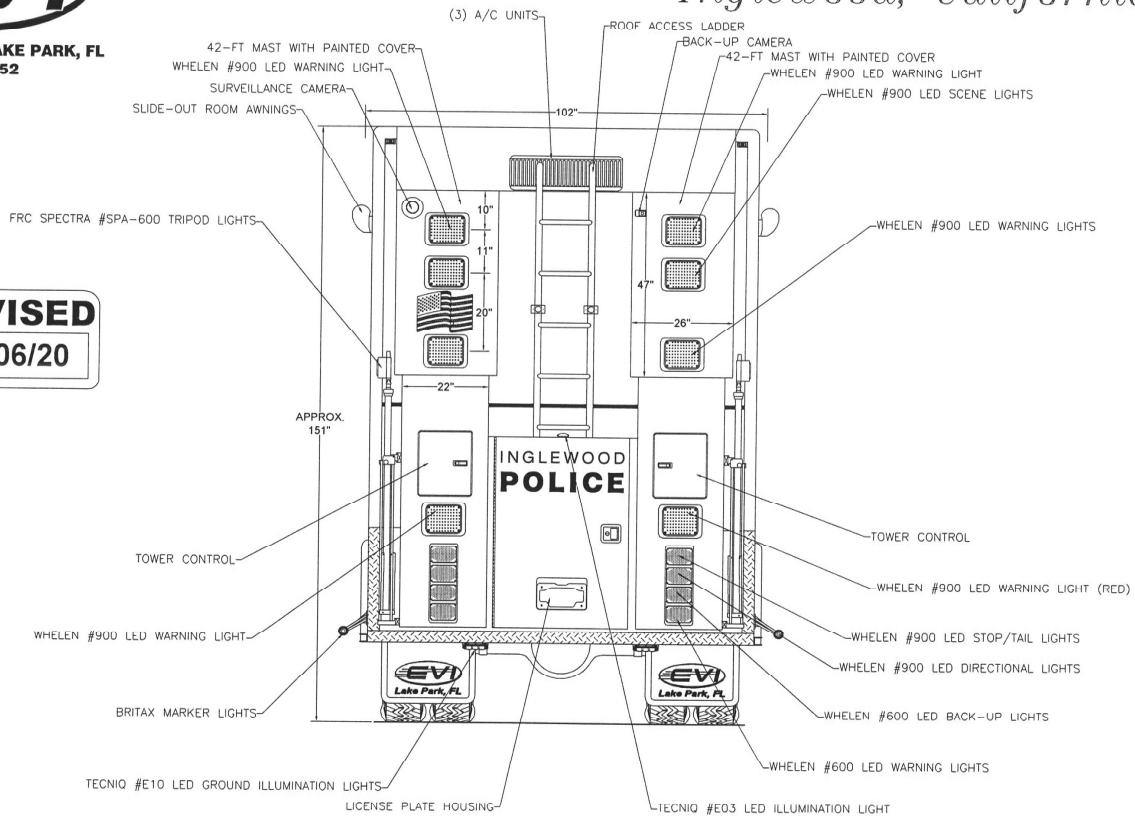 Inglewood, California
LAKE PARK, FL
52
(3) A/C UNITS
ROOF ACCESS LADDER
BACK-UP CAMERA
42-FT MAST WITH PAINTED COVER
42-FT MAST WITH PAINTED COVER
WHELEN #900 LED WARNING LIGHT
WHELEN #900 LED WARNING LIGHT
SURVEILLANCE CAMERA
WHELEN #900 LED SCENE LIGHTS
SLIDE-OUT ROOM AWNINGS
102"
10"
FRC SPECTRA #SPA-600 TRIPOD LIGHTS
WHELEN #900 LED WARNING LIGHTS
11"
47"
20"
26"
VISED
06/20
22"
APPROX.
151"
INGLEWOOD
POLICE
TOWER CONTROL
TOWER CONTROL
WHELEN #900 LED WARNING LIGHT (RED)
WHELEN #900 LED WARNING LIGHT
WHELEN #900 LED STOP/TAIL LIGHTS
WHELEN #900 LED DIRECTIONAL LIGHTS
EVI
Lake Park, FL
EVI
Lake Park, FL
BRITAX MARKER LIGHTS
WHELEN #600 LED BACK-UP LIGHTS
WHELEN #600 LED WARNING LIGHTS
TECNIQ #E10 LED GROUND ILLUMINATION LIGHTS
LICENSE PLATE HOUSING
TECNIQ #E03 LED ILLUMINATION LIGHT